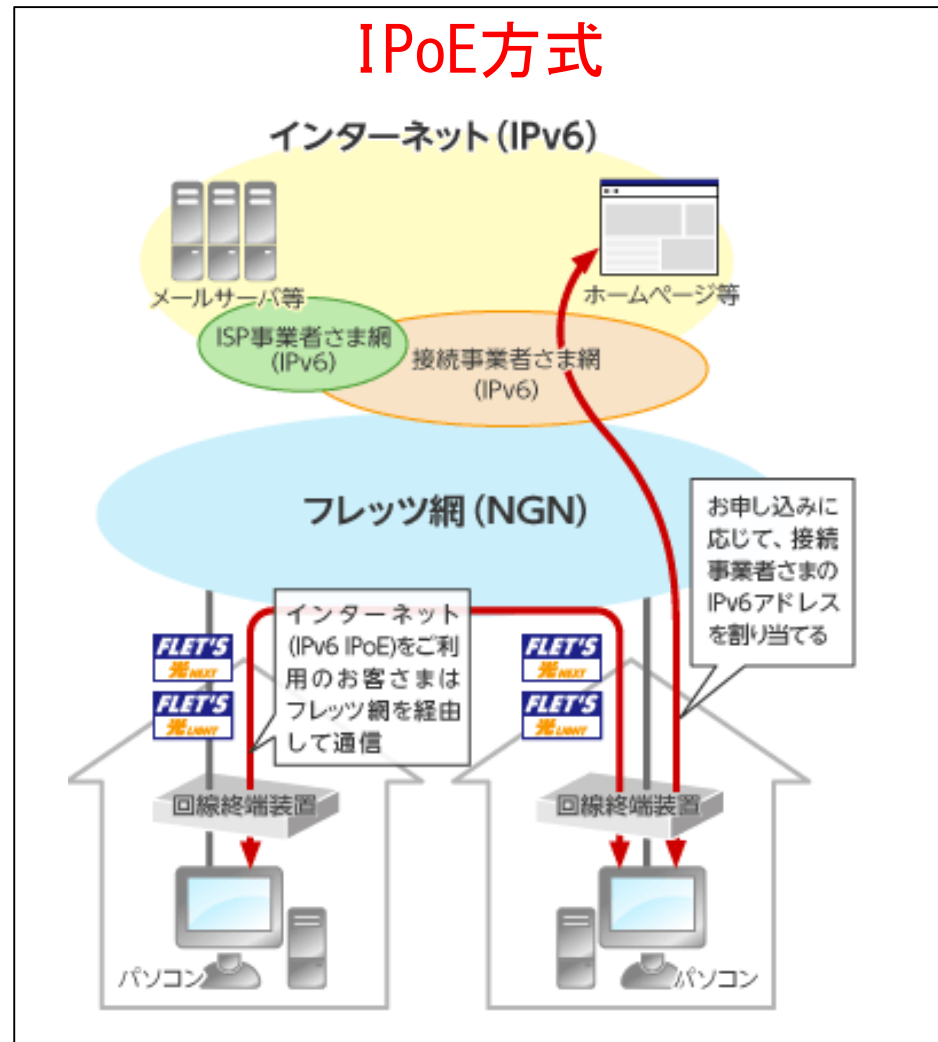 IPoE方式
インターネット(IPv6)
メールサーバ等
ホームページ等
ISP事業者さま網
(IPv6)
接続事業者さま網
(IPv6)
フレッツ網(NGN)
お申し込みに
応じて、接続
事業者さまの
IPv6アドレス
を割り当てる
インターネット
(IPv6 IPoE)をご利
用のお客さまは
フレッツ網を経由
して通信
FLET'S
光NEXT
FLET'S
光LIGHT
FLET'S
光NEXT
FLET'S
光LIGHT
回線終端装置
回線終端装置
パソコン
パソコン